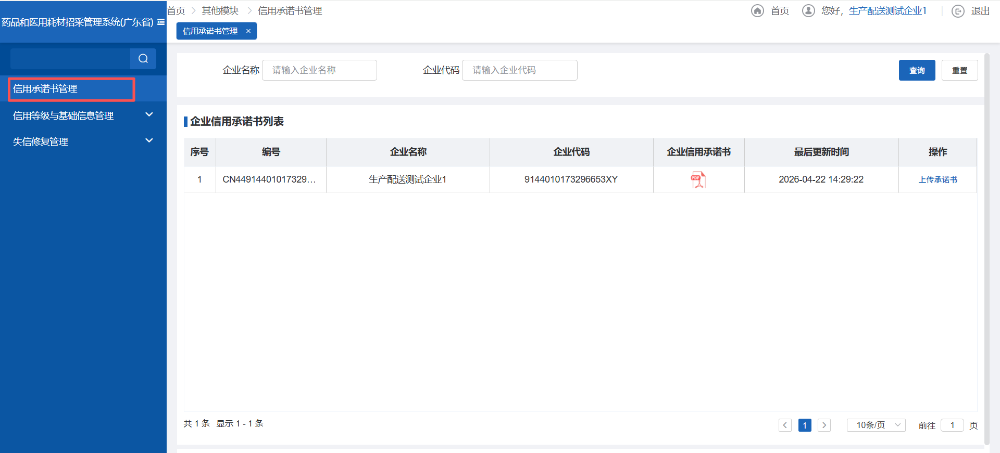 首页 > 其他模块 > 信用承诺书管理
首页 您好，生产配送测试企业1 退出
药品和医用耗材招采管理系统(广东省)
信用承诺书管理 ×
信用承诺书管理
信用等级与基础信息管理
失信修复管理
企业名称 请输入企业名称 企业代码 请输入企业代码 查询 重置
企业信用承诺书列表
序号 编号 企业名称 企业代码 企业信用承诺书 最后更新时间 操作
1 CN44914401017329... 生产配送测试企业1 9144010173296653XY PDF 2026-04-22 14:29:22 上传承诺书
共 1 条 显示 1 - 1 条 1 10条/页 前往 1 页